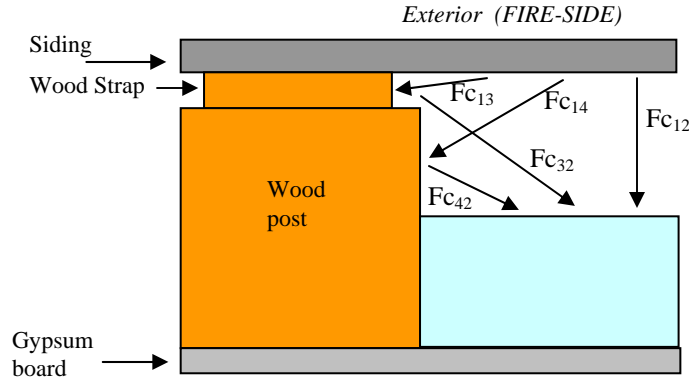 Exterior (FIRE-SIDE)
Siding
Wood Strap
Fc13
Fc14
Fc12
Fc32
Wood
post
Fc42
Gypsum
board